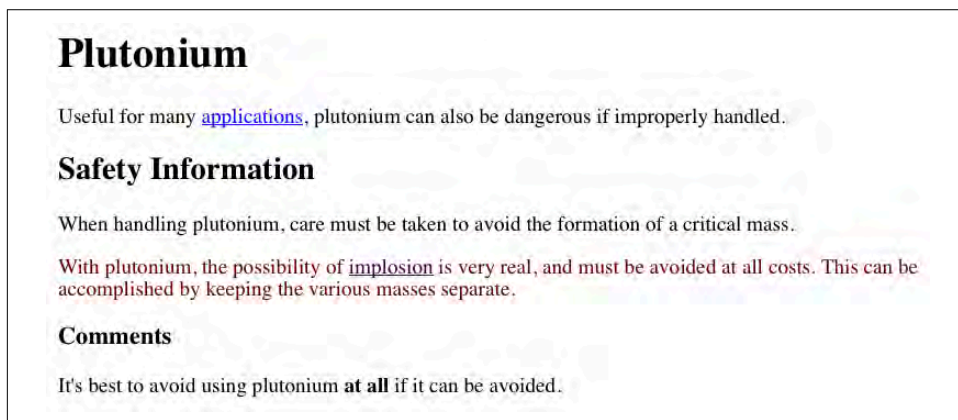 Plutonium
Useful for many applications, plutonium can also be dangerous if improperly handled.
Safety Information
When handling plutonium, care must be taken to avoid the formation of a critical mass.
With plutonium, the possibility of implosion is very real, and must be avoided at all costs. This can be
accomplished by keeping the various masses separate.
Comments
It's best to avoid using plutonium at all if it can be avoided.